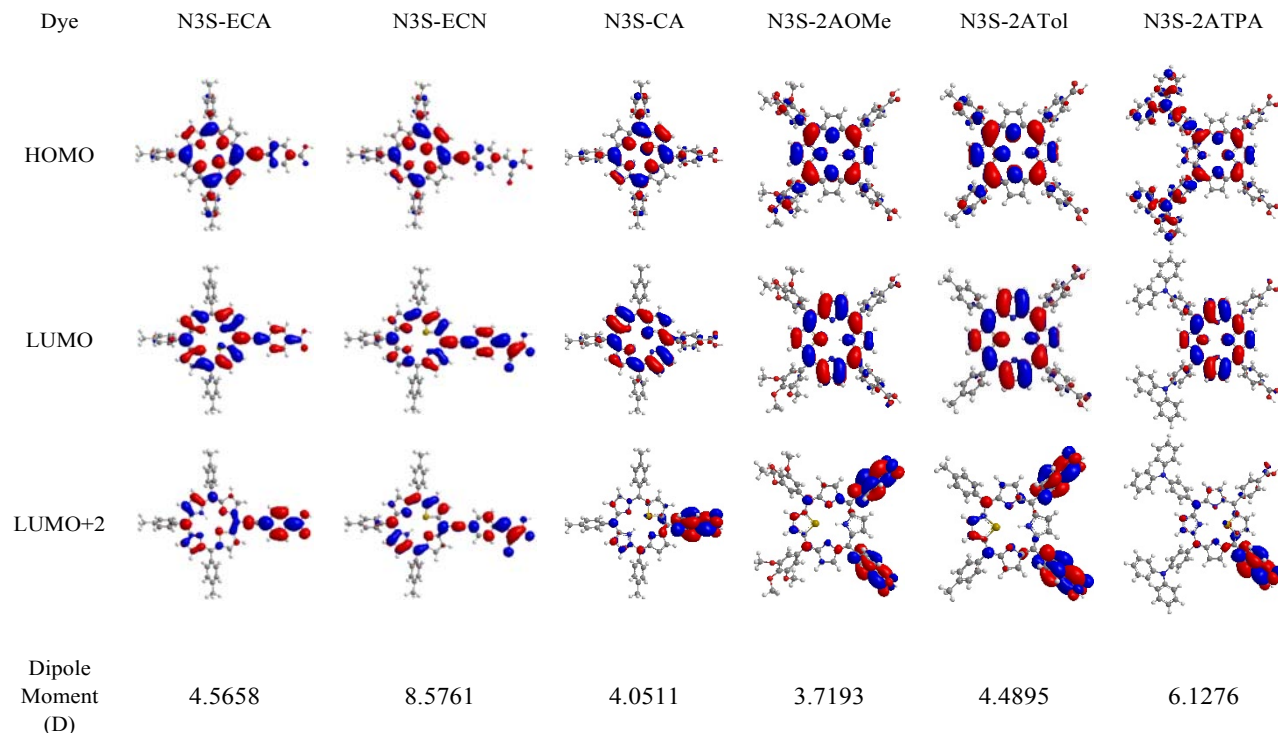 Dye N3S-ECA N3S-ECN N3S-CA N3S-2AOMe N3S-2ATol N3S-2ATPA
HOMO
LUMO
LUMO+2
Dipole
Moment
(D)
4.5658 8.5761 4.0511 3.7193 4.4895 6.1276